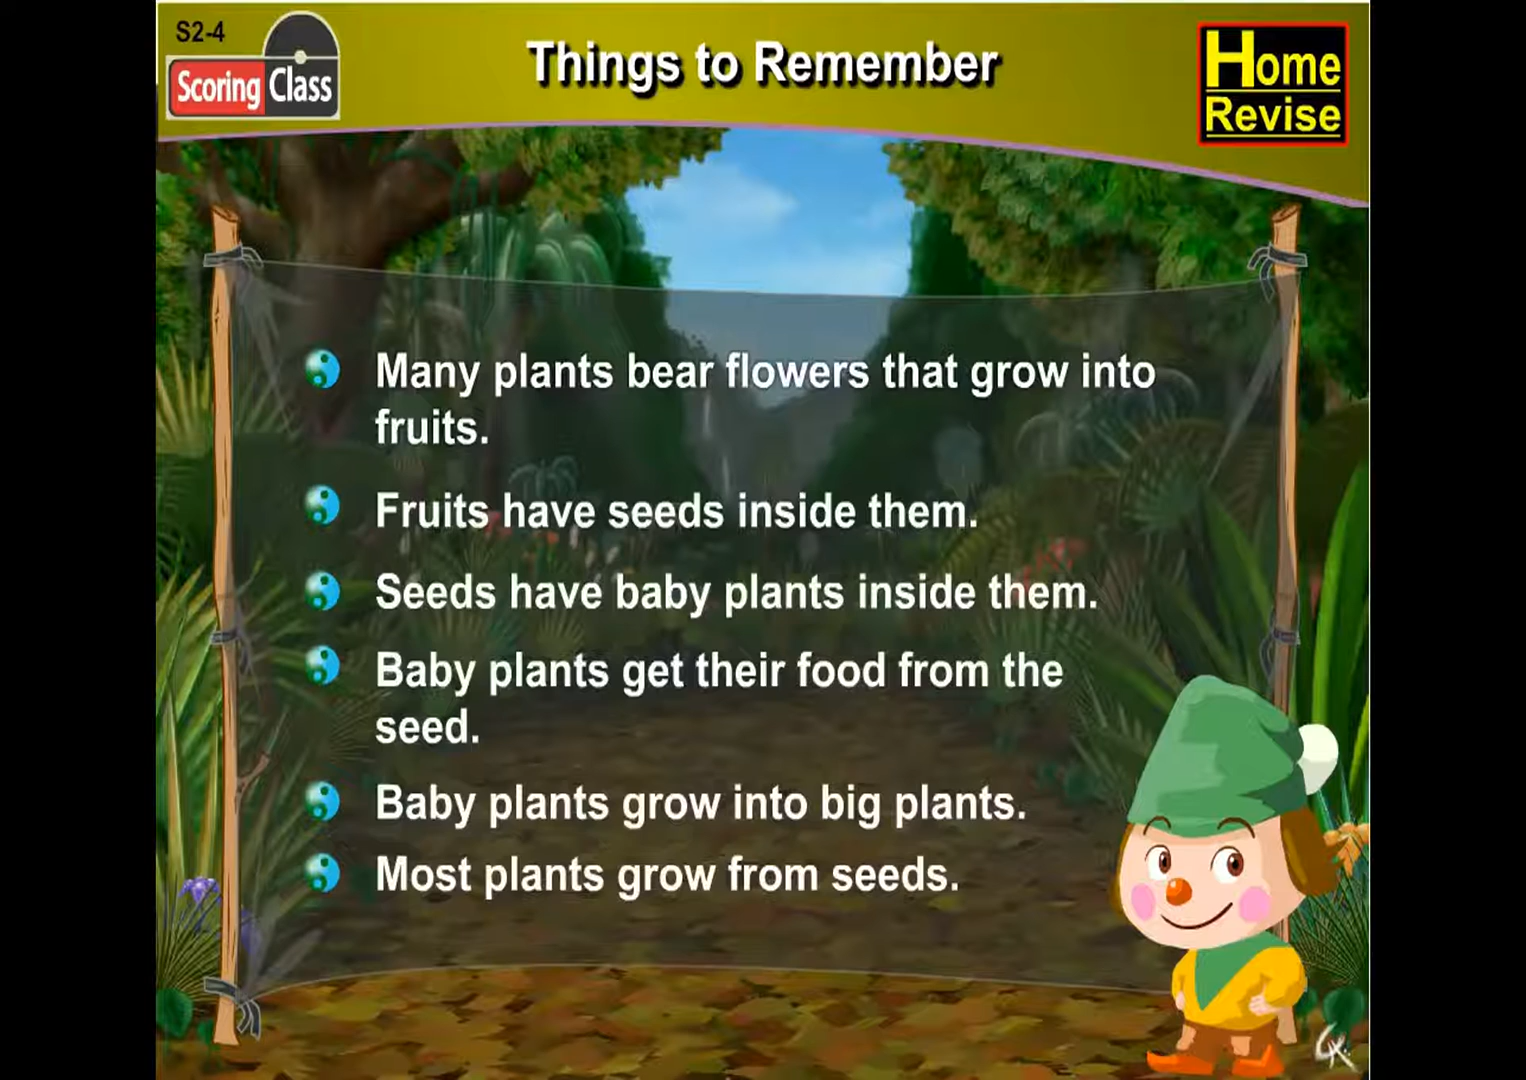 S2-4
Scoring Class
Things to Remember
Home
Revise
Many plants bear flowers that grow into
fruits.
Fruits have seeds inside them.
Seeds have baby plants inside them.
Baby plants get their food from the
seed.
Baby plants grow into big plants.
Most plants grow from seeds.